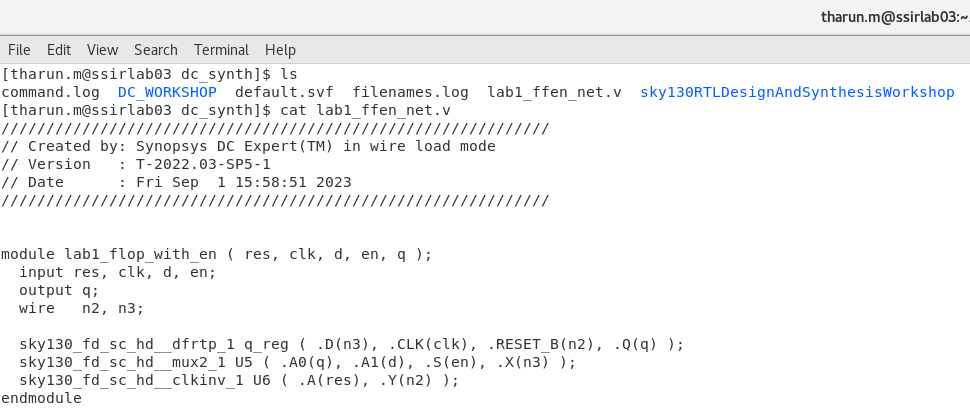 tharun.m@ssirlab03:~
File Edit View Search Terminal Help
[tharun.m@ssirlab03 dc_synth]$ ls
command.log  DC_WORKSHOP  default.svf  filenames.log  lab1_ffen_net.v  sky130RTLDesignAndSynthesisWorkshop
[tharun.m@ssirlab03 dc_synth]$ cat lab1_ffen_net.v
/////////////////////////////////////////////////////////////
// Created by: Synopsys DC Expert(TM) in wire load mode
// Version   : T-2022.03-SP5-1
// Date      : Fri Sep  1 15:58:51 2023
/////////////////////////////////////////////////////////////
module lab1_flop_with_en ( res, clk, d, en, q );
  input res, clk, d, en;
  output q;
  wire   n2, n3;
  sky130_fd_sc_hd__dfrtp_1 q_reg ( .D(n3), .CLK(clk), .RESET_B(n2), .Q(q) );
  sky130_fd_sc_hd__mux2_1 U5 ( .A0(q), .A1(d), .S(en), .X(n3) );
  sky130_fd_sc_hd__clkinv_1 U6 ( .A(res), .Y(n2) );
endmodule